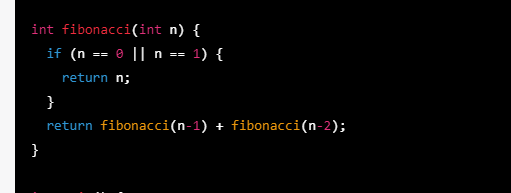 int fibonacci(int n) {
  if (n == 0 || n == 1) {
    return n;
  }
  return fibonacci(n-1) + fibonacci(n-2);
}